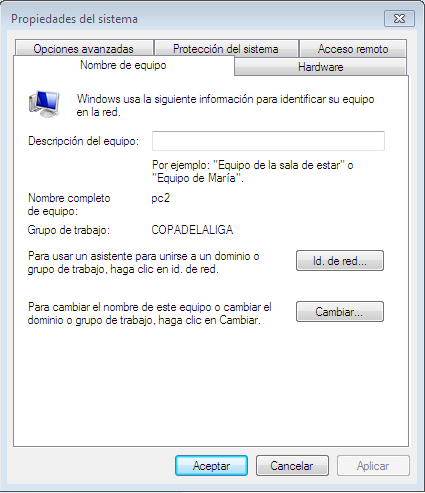 Propiedades del sistema
Opciones avanzadas Protección del sistema Acceso remoto
Nombre de equipo Hardware
Windows usa la siguiente información para identificar su equipo
en la red.
Descripción del equipo:
Por ejemplo: "Equipo de la sala de estar" o
"Equipo de María".
Nombre completo pc2
de equipo:
Grupo de trabajo: COPADELALIGA
Para usar un asistente para unirse a un dominio o
grupo de trabajo, haga clic en id. de red.
Id. de red...
Para cambiar el nombre de este equipo o cambiar el
dominio o grupo de trabajo, haga clic en Cambiar.
Cambiar...
Aceptar Cancelar Aplicar